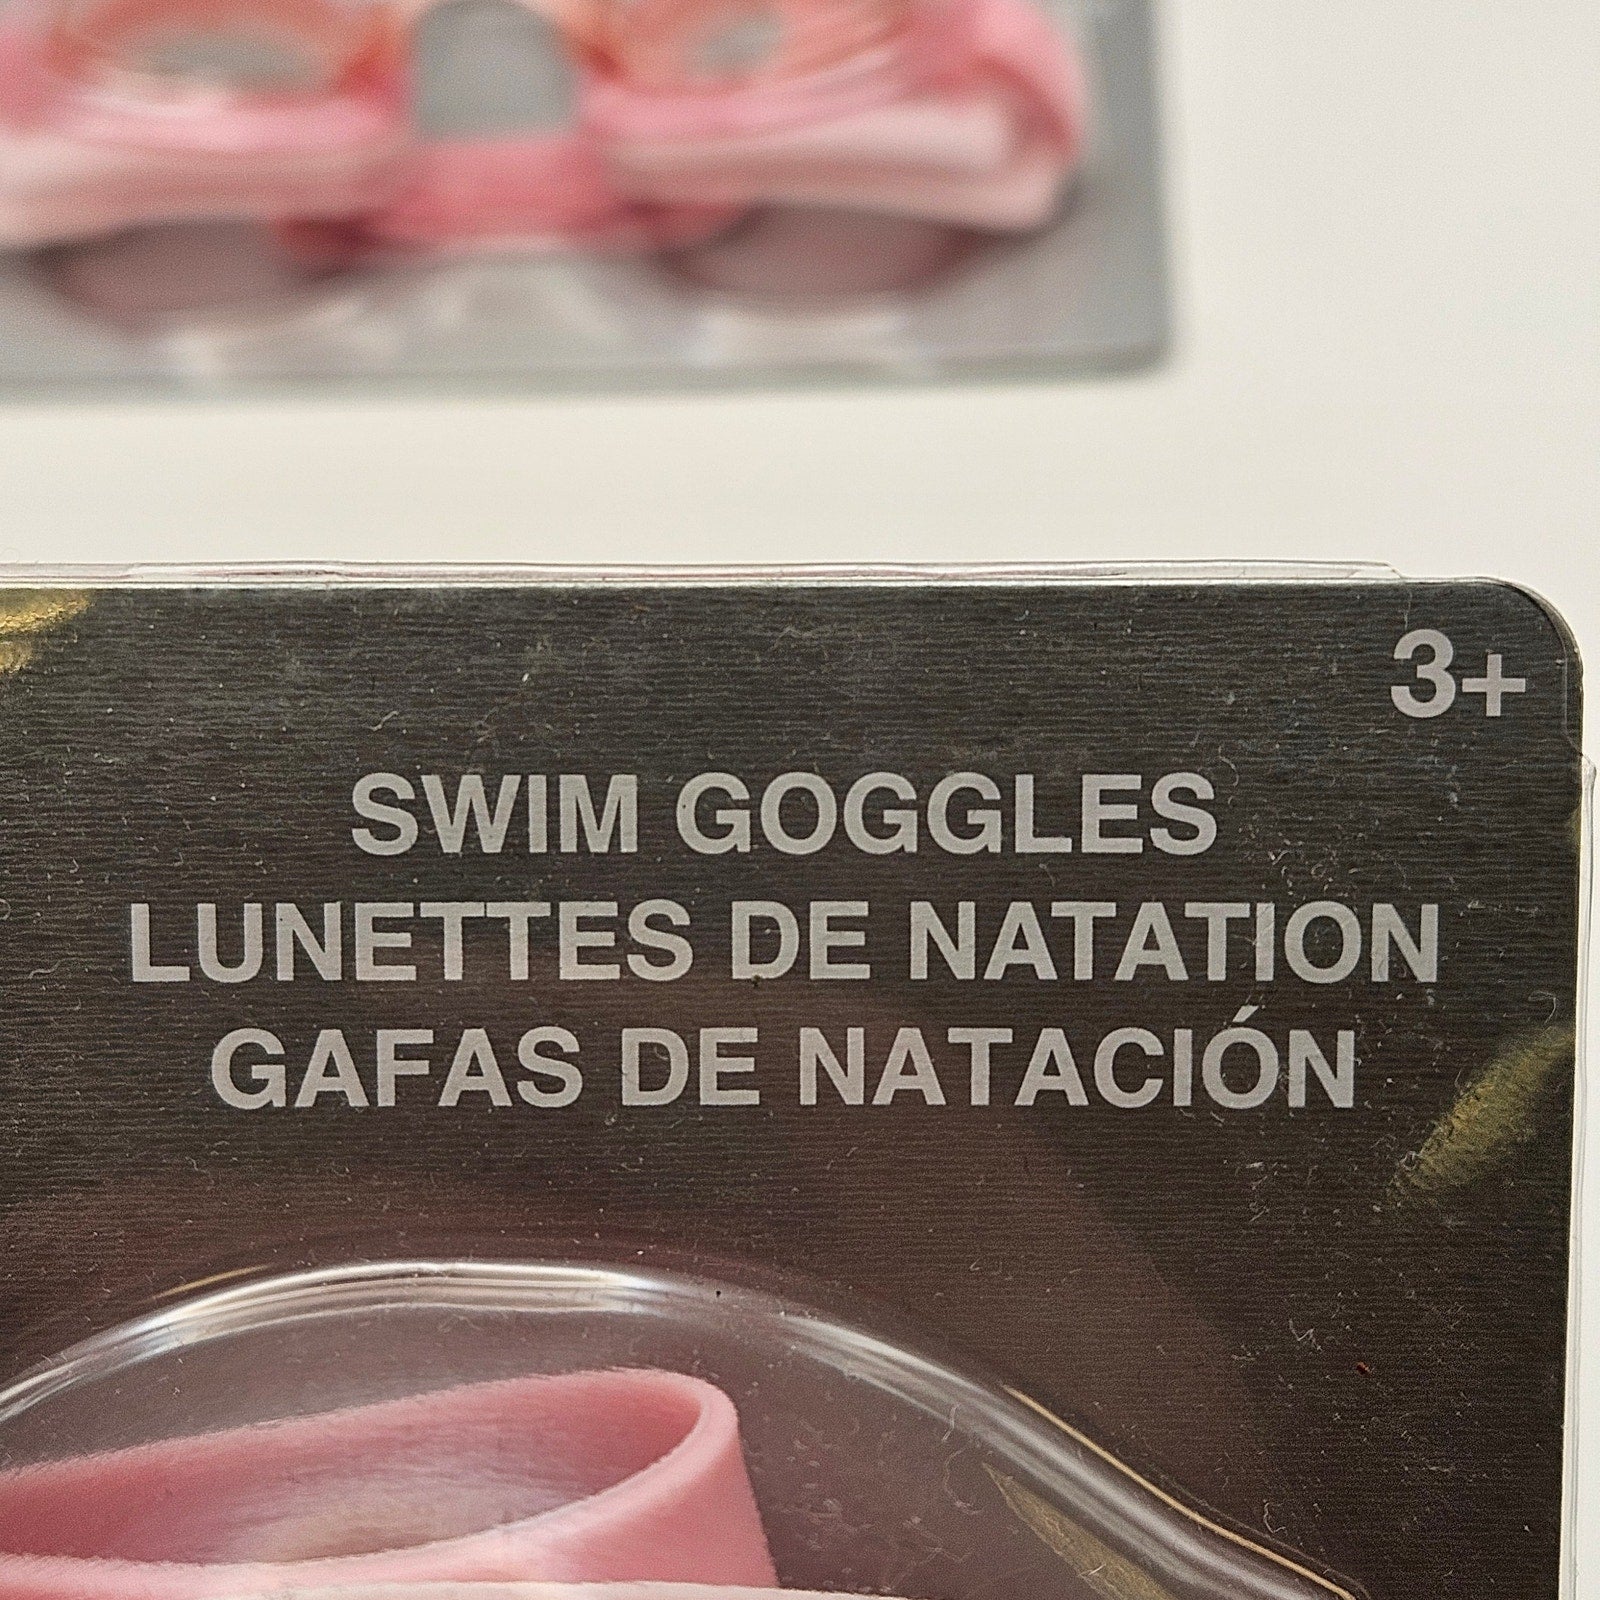 3+
SWIM GOGGLES
LUNETTES DE NATATION
GAFAS DE NATACIÓN